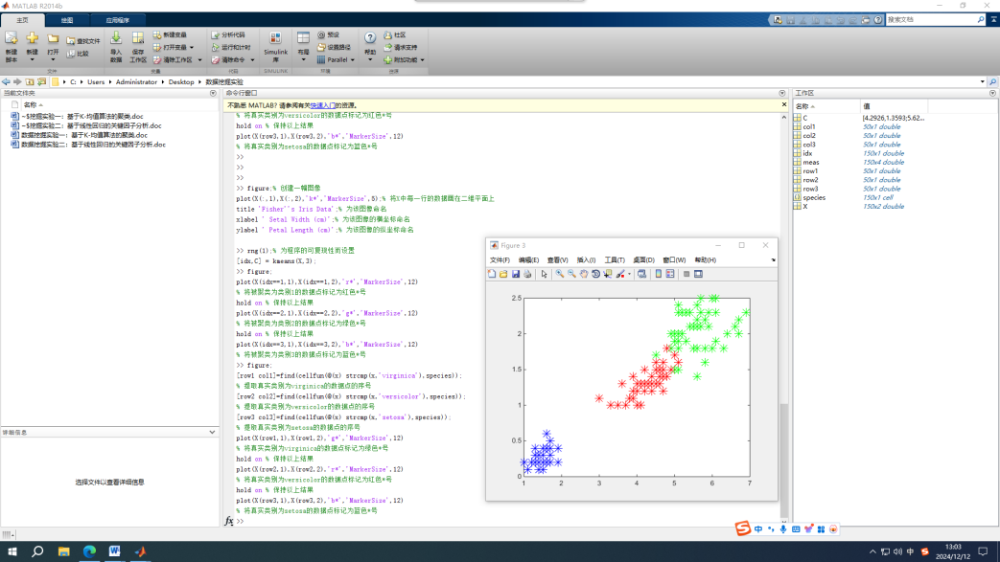 MATLAB R2014b
主页
绘图
应用程序
搜索文档
新建
脚本
新建
打开
查找文件
比较
导入
数据
保存
工作区
新建变量
打开变量
清除工作区
分析代码
运行和计时
清除命令
Simulink
库
布局
预设
设置路径
Parallel
帮助
社区
请求支持
附加功能
文件
变量
代码
SIMULINK
环境
资源
C: Users Administrator Desktop 数据挖掘实验
当前文件夹
名称
~$挖掘实验一：基于K-均值算法的聚类.doc
~$挖掘实验二：基于线性回归的关键因子分析.doc
数据挖掘实验一：基于K-均值算法的聚类.doc
数据挖掘实验二：基于线性回归的关键因子分析.doc
详细信息
选择文件以查看详细信息
命令行窗口
不熟悉 MATLAB? 请参阅有关快速入门的资源。
% 将真实类别为versicolor的数据点标记为红色*号
hold on % 保持以上结果
plot(X(row3,1),X(row3,2),'b*','MarkerSize',12)
% 将真实类别为setosa的数据点标记为蓝色*号
>>
>>
>>
>> figure;% 创建一幅图像
plot(X(:,1),X(:,2),'k*','MarkerSize',5);% 将X中每一行的数据画在二维平面上
title 'Fisher''s Iris Data';% 为该图像命名
xlabel ' Setal Width (cm)';% 为该图像的横坐标命名
ylabel ' Petal Length (cm)';% 为该图像的纵坐标命名
>> rng(1);% 为程序的可复现性而设置
[idx,C] = kmeans(X,3);
>> figure;
plot(X(idx==1,1),X(idx==1,2),'r*','MarkerSize',12)
% 将被聚类为类别1的数据点标记为红色*号
hold on % 保持以上结果
plot(X(idx==2,1),X(idx==2,2),'g*','MarkerSize',12)
% 将被聚类为类别2的数据点标记为绿色*号
hold on % 保持以上结果
plot(X(idx==3,1),X(idx==3,2),'b*','MarkerSize',12)
% 将被聚类为类别3的数据点标记为蓝色*号
>> figure;
[row1 col1]=find(cellfun(@(x) strcmp(x,'virginica'),species));
% 提取真实类别为virginica的数据点的序号
[row2 col2]=find(cellfun(@(x) strcmp(x,'versicolor'),species));
% 提取真实类别为versicolor的数据点的序号
[row3 col3]=find(cellfun(@(x) strcmp(x,'setosa'),species));
% 提取真实类别为setosa的数据点的序号
plot(X(row1,1),X(row1,2),'g*','MarkerSize',12)
% 将真实类别为virginica的数据点标记为绿色*号
hold on % 保持以上结果
plot(X(row2,1),X(row2,2),'r*','MarkerSize',12)
% 将真实类别为versicolor的数据点标记为红色*号
hold on % 保持以上结果
plot(X(row3,1),X(row3,2),'b*','MarkerSize',12)
% 将真实类别为setosa的数据点标记为蓝色*号
fx >>
Figure 3
文件(F) 编辑(E) 查看(V) 插入(I) 工具(T) 桌面(D) 窗口(W) 帮助(H)
2.5
2
1.5
1
0.5
0
1 2 3 4 5 6 7
工作区
名称 值
C [4.2926,1.3593;5.62...
col1 50x1 double
col2 50x1 double
col3 50x1 double
idx 150x1 double
meas 150x4 double
row1 50x1 double
row2 50x1 double
row3 50x1 double
species 150x1 cell
X 150x2 double
中
中
13:03
2024/12/12